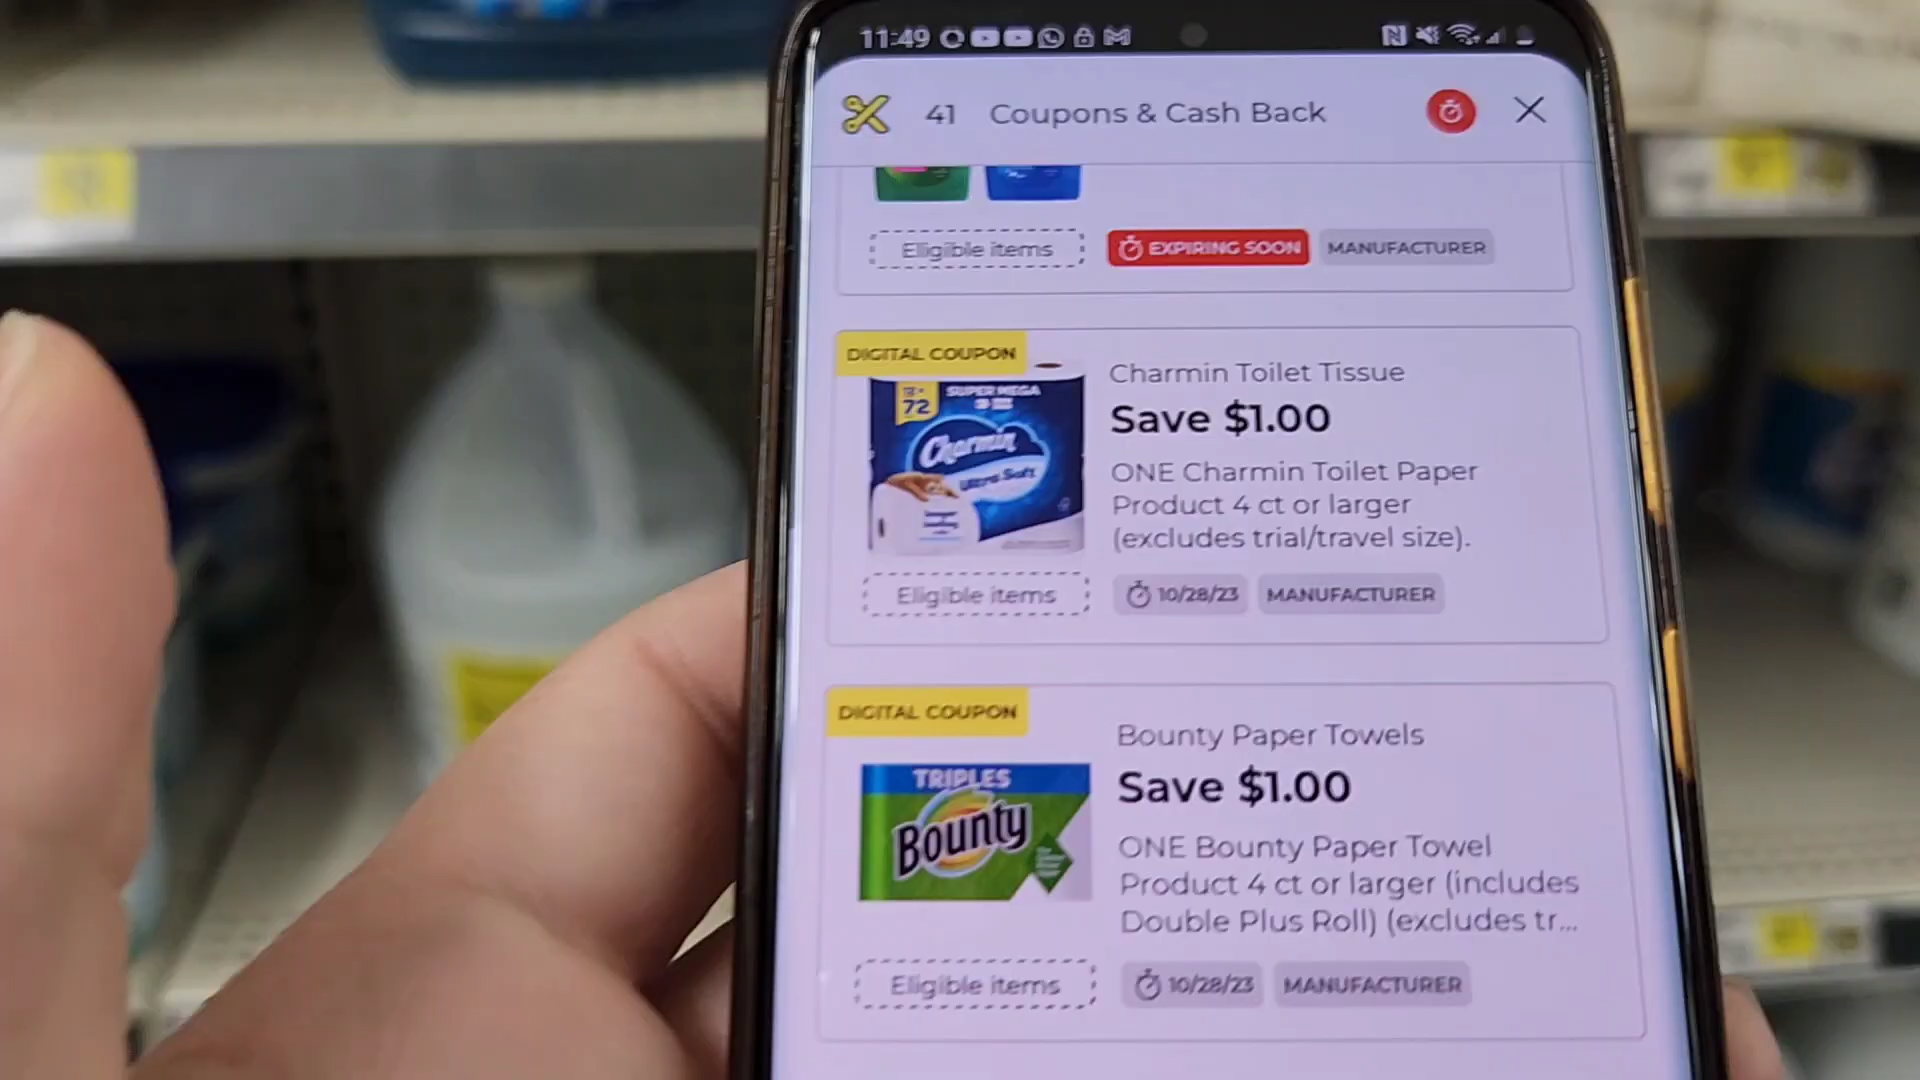 11:49
41 Coupons & Cash Back
Eligible items
EXPIRING SOON
MANUFACTURER
DIGITAL COUPON
72
SUPER MEGA
Charmin
Ultra Soft
Charmin Toilet Tissue
Save $1.00
ONE Charmin Toilet Paper
Product 4 ct or larger
(excludes trial/travel size).
Eligible items
10/28/23
MANUFACTURER
DIGITAL COUPON
TRIPLES
Bounty
Bounty Paper Towels
Save $1.00
ONE Bounty Paper Towel
Product 4 ct or larger (includes
Double Plus Roll) (excludes tr...
Eligible items
10/28/23
MANUFACTURER